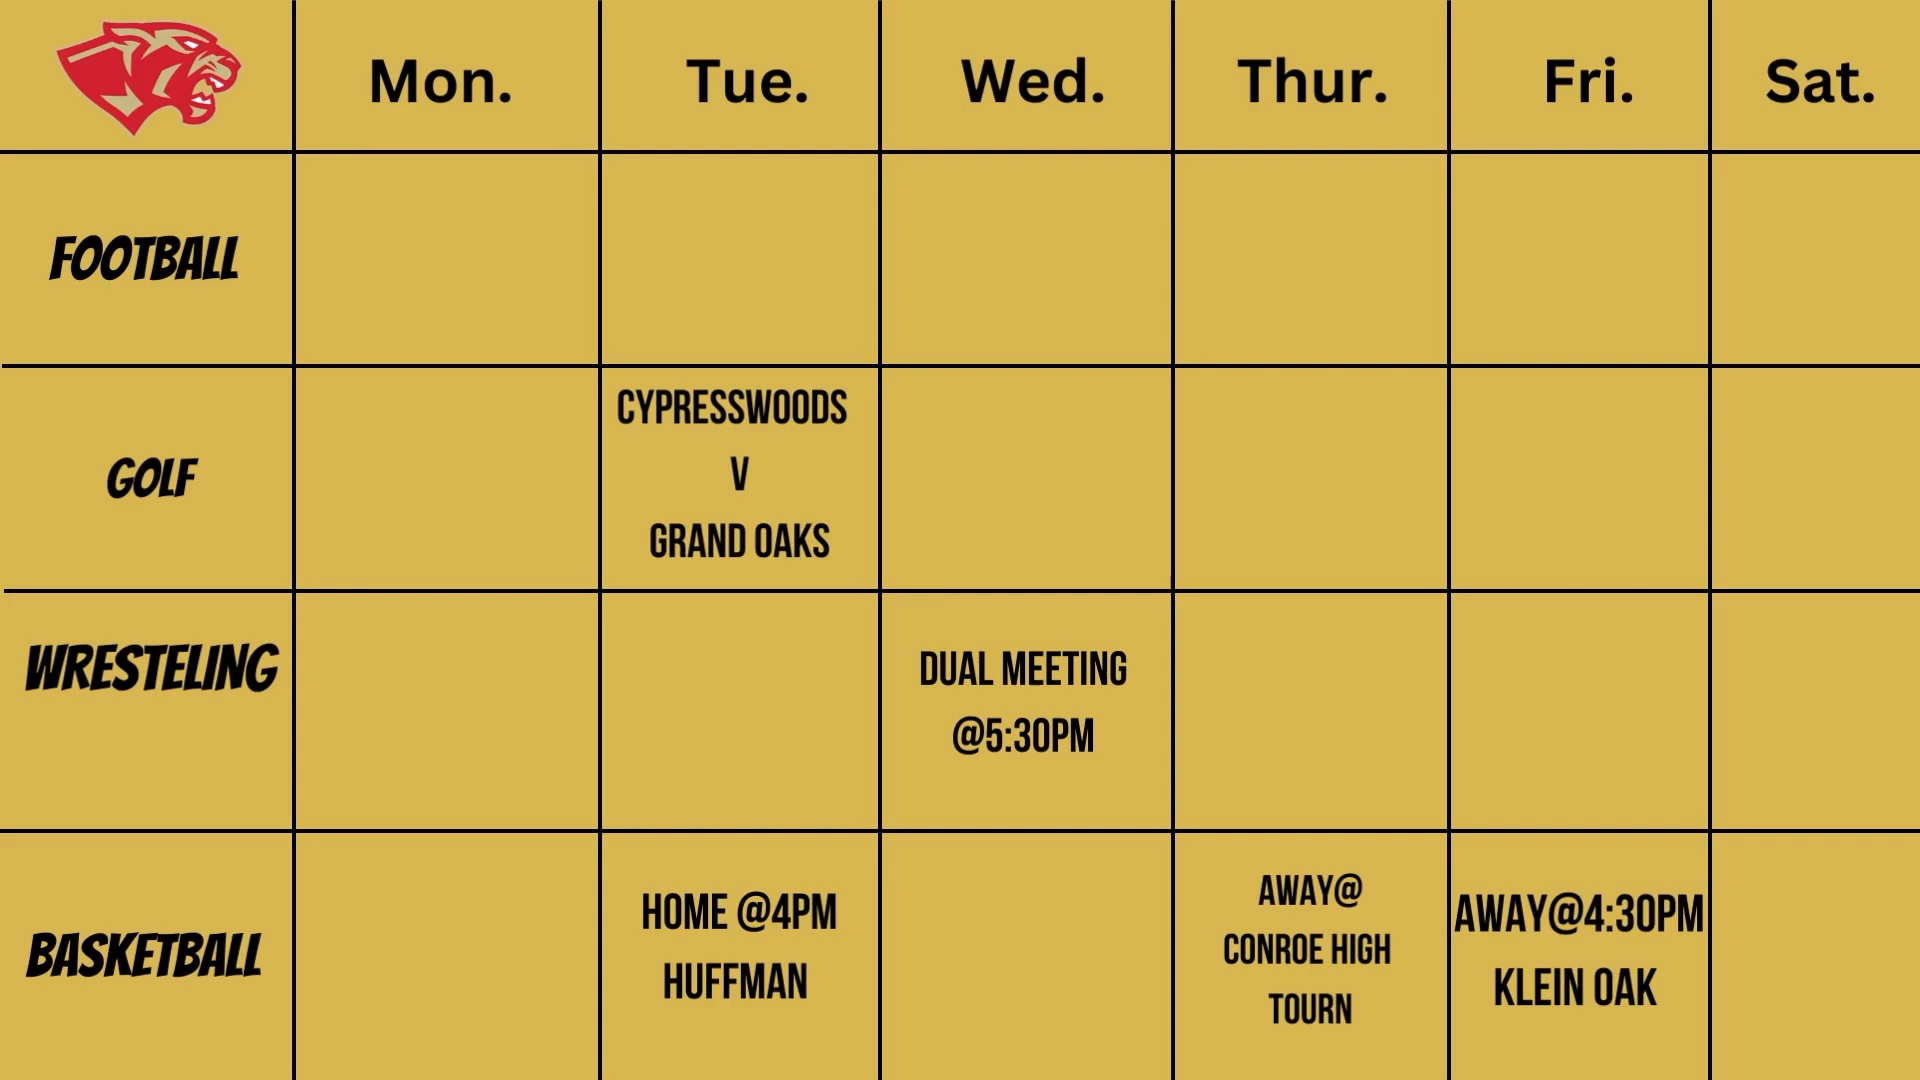 Mon. Tue. Wed. Thur. Fri. Sat.
FOOTBALL
GOLF
CYPRESSWOODS
V
GRAND OAKS
WRESTELING
DUAL MEETING
@5:30PM
BASKETBALL
HOME @4PM
HUFFMAN
AWAY@
CONROE HIGH
TOURN
AWAY@4:30PM
KLEIN OAK